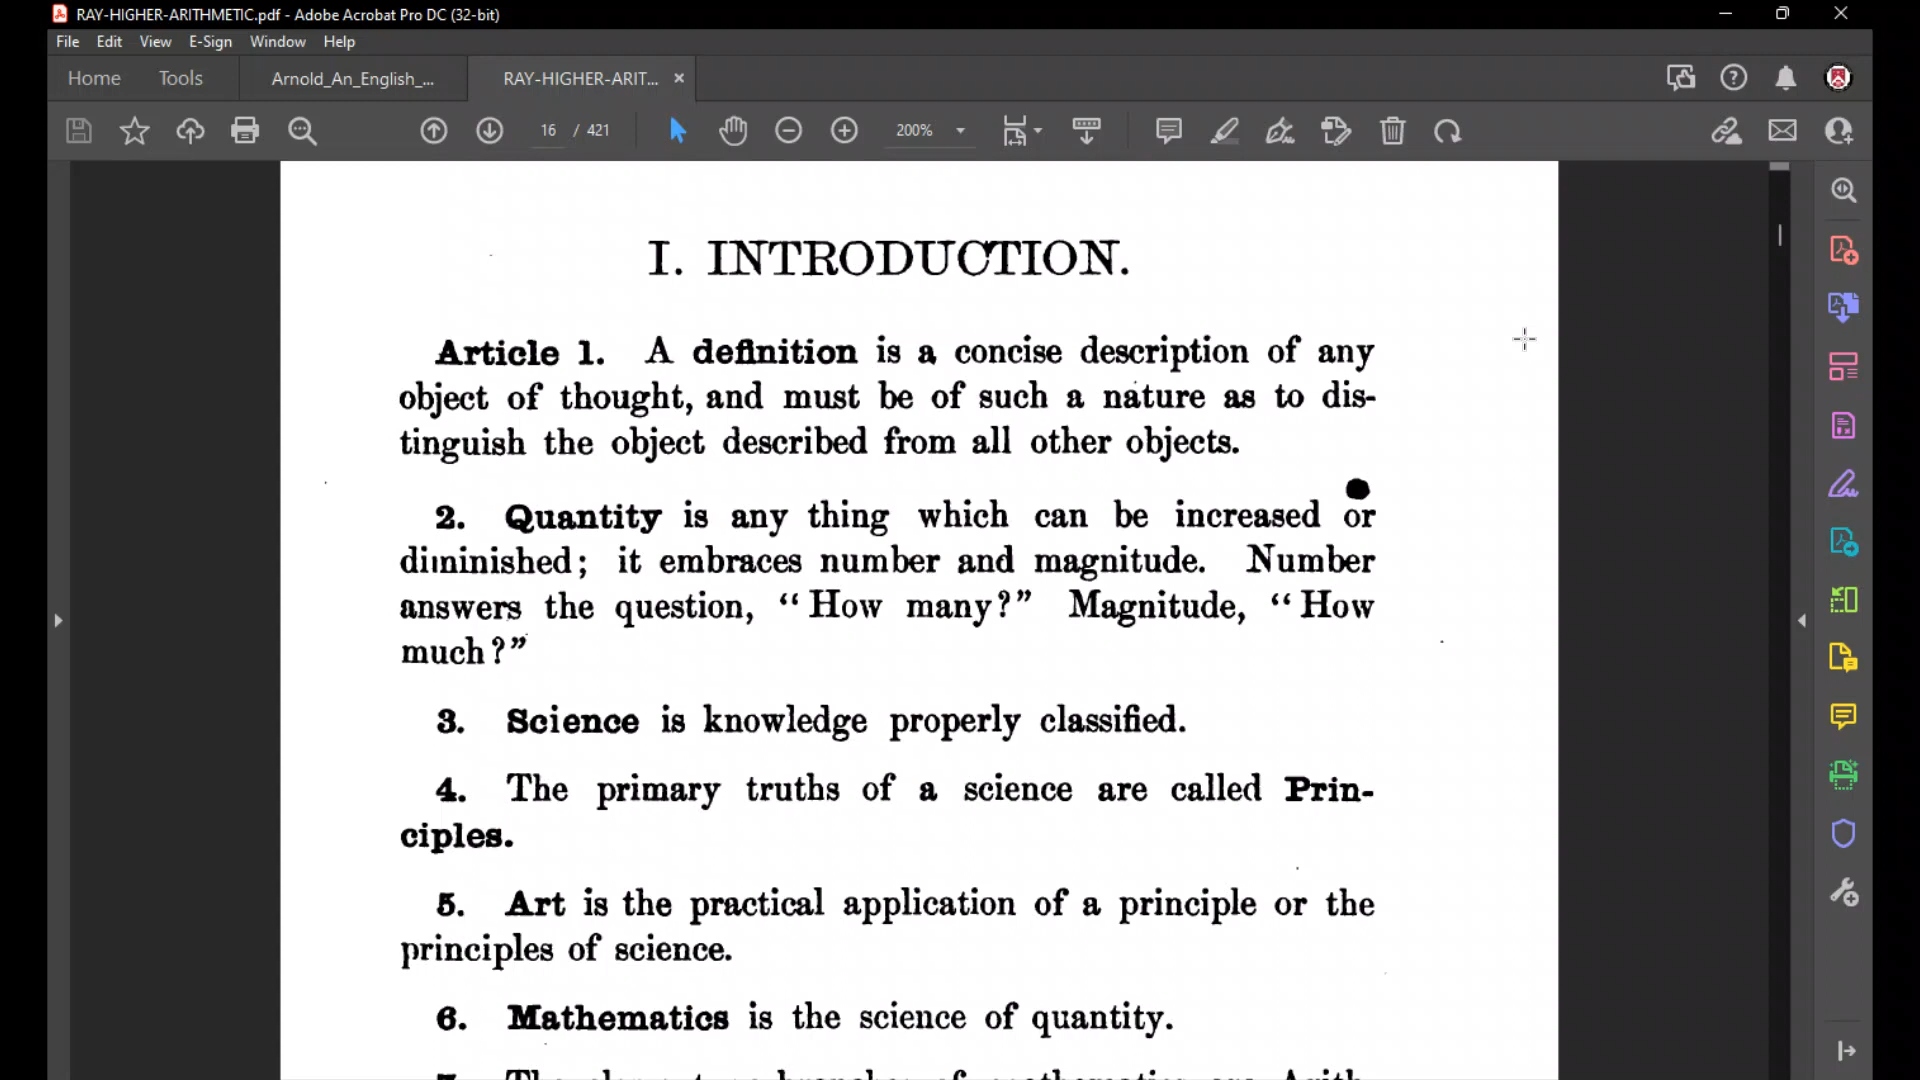 RAY-HIGHER-ARITHMETIC.pdf - Adobe Acrobat Pro DC (32-bit)
File Edit View E-Sign Window Help
Home Tools Arnold_An_English_... RAY-HIGHER-ARIT... ×
16 / 421 200%
I. INTRODUCTION.
Article 1. A definition is a concise description of any
object of thought, and must be of such a nature as to dis-
tinguish the object described from all other objects.
2. Quantity is any thing which can be increased or
diminished; it embraces number and magnitude. Number
answers the question, "How many?" Magnitude, "How
much?"
3. Science is knowledge properly classified.
4. The primary truths of a science are called Prin-
ciples.
5. Art is the practical application of a principle or the
principles of science.
6. Mathematics is the science of quantity.